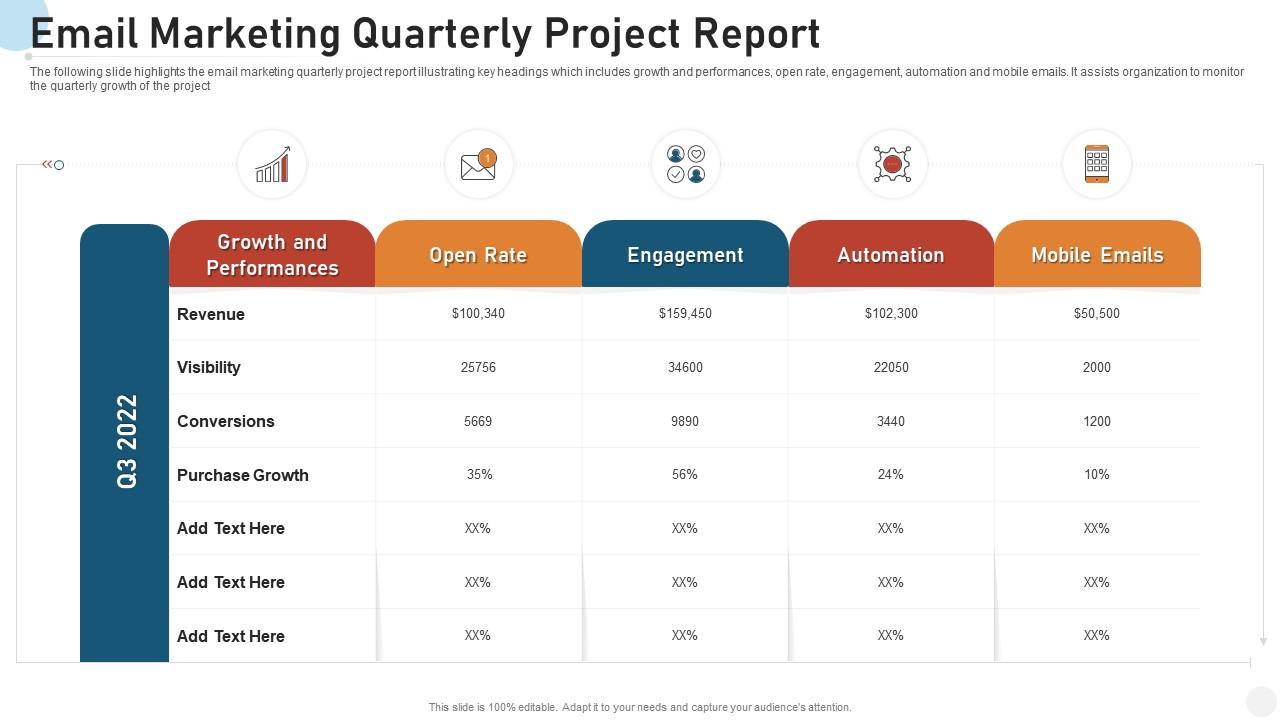 Email Marketing Quarterly Project Report
The following slide highlights the email marketing quarterly project report illustrating key headings which includes growth and performances, open rate, engagement, automation and mobile emails. It assists organization to monitor
the quarterly growth of the project
1
Growth and
Performances
Open Rate
Engagement
Automation
Mobile Emails
Q3 2022
Revenue $100,340 $159,450 $102,300 $50,500
Visibility 25756 34600 22050 2000
Conversions 5669 9890 3440 1200
Purchase Growth 35% 56% 24% 10%
Add Text Here XX% XX% XX% XX%
Add Text Here XX% XX% XX% XX%
Add Text Here XX% XX% XX% XX%
This slide is 100% editable. Adapt it to your needs and capture your audience's attention.